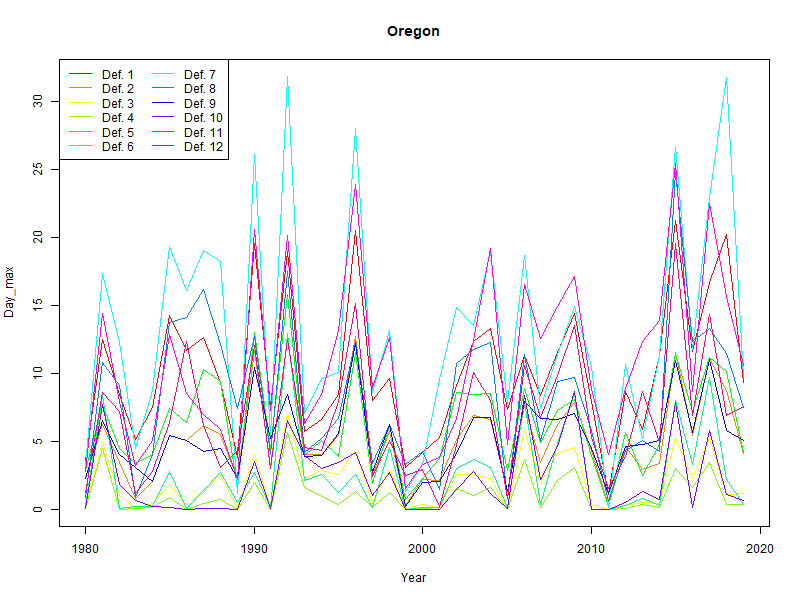 Oregon
Def. 1 Def. 7
Def. 2 Def. 8
Def. 3 Def. 9
Def. 4 Def. 10
Def. 5 Def. 11
Def. 6 Def. 12
30
25
20
15
10
5
0
Day_max
1980 1990 2000 2010 2020
Year